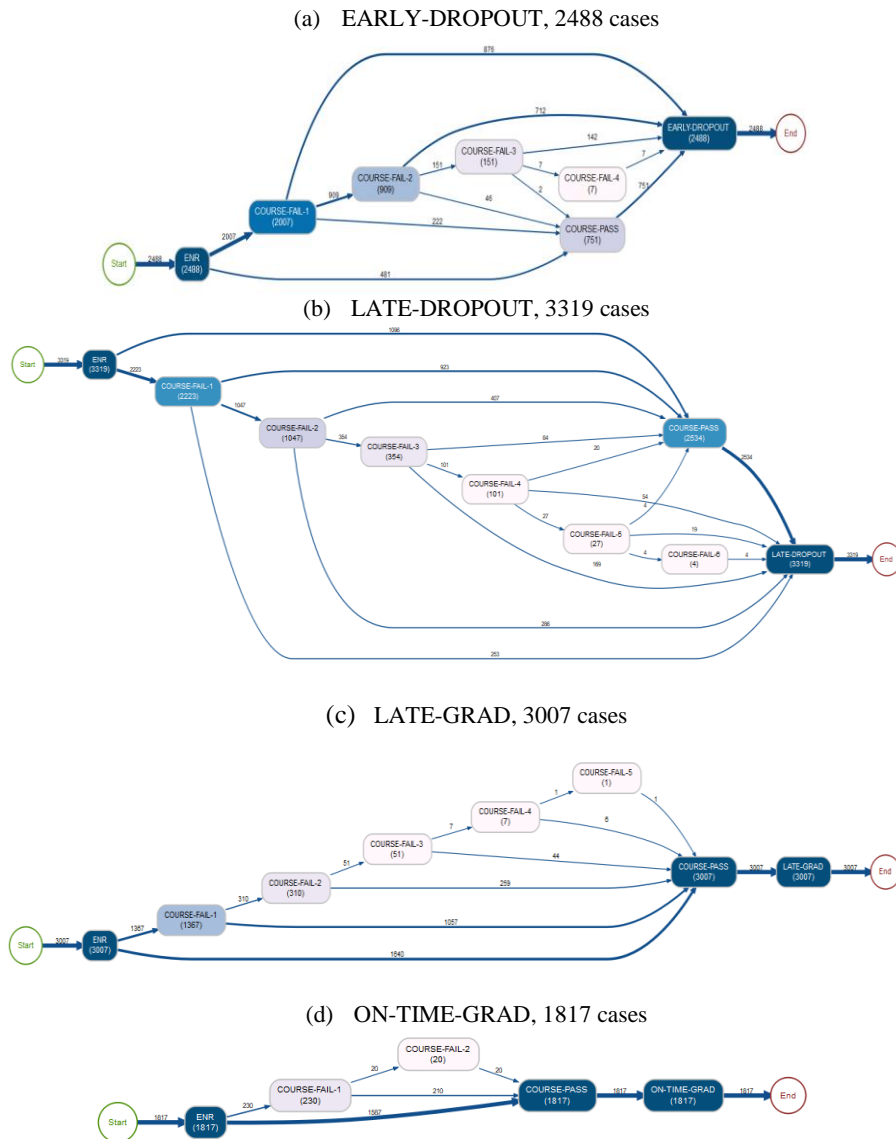 (a) EARLY-DROPOUT, 2488 cases
876
712
EARLY-DROPOUT
(2488)
2488
End
142
COURSE-FAIL-3
(151)
151
7
7
COURSE-FAIL-4
(7)
COURSE-FAIL-2
(909)
909
2
46
751
COURSE-FAIL-1
(2007)
222
COURSE-PASS
(751)
2007
Start
2488
ENR
(2488)
481
(b) LATE-DROPOUT, 3319 cases
1096
Start
3319
ENR
(3319)
2223
923
COURSE-FAIL-1
(2223)
1047
407
COURSE-FAIL-2
(1047)
354
COURSE-FAIL-3
(354)
84
COURSE-PASS
(2534)
101
20
2534
COURSE-FAIL-4
(101)
54
4
27
COURSE-FAIL-5
(27)
19
4
COURSE-FAIL-6
(4)
4
LATE-DROPOUT
(3319)
3319
End
169
286
253
(c) LATE-GRAD, 3007 cases
COURSE-FAIL-5
(1)
1
1
COURSE-FAIL-4
(7)
7
6
COURSE-FAIL-3
(51)
51
44
COURSE-PASS
(3007)
3007
LATE-GRAD
(3007)
3007
End
COURSE-FAIL-2
(310)
310
259
COURSE-FAIL-1
(1367)
1367
1057
Start
3007
ENR
(3007)
1640
(d) ON-TIME-GRAD, 1817 cases
COURSE-FAIL-2
(20)
20
20
COURSE-FAIL-1
(230)
230
210
COURSE-PASS
(1817)
1817
ON-TIME-GRAD
(1817)
1817
End
Start
1817
ENR
(1817)
1587